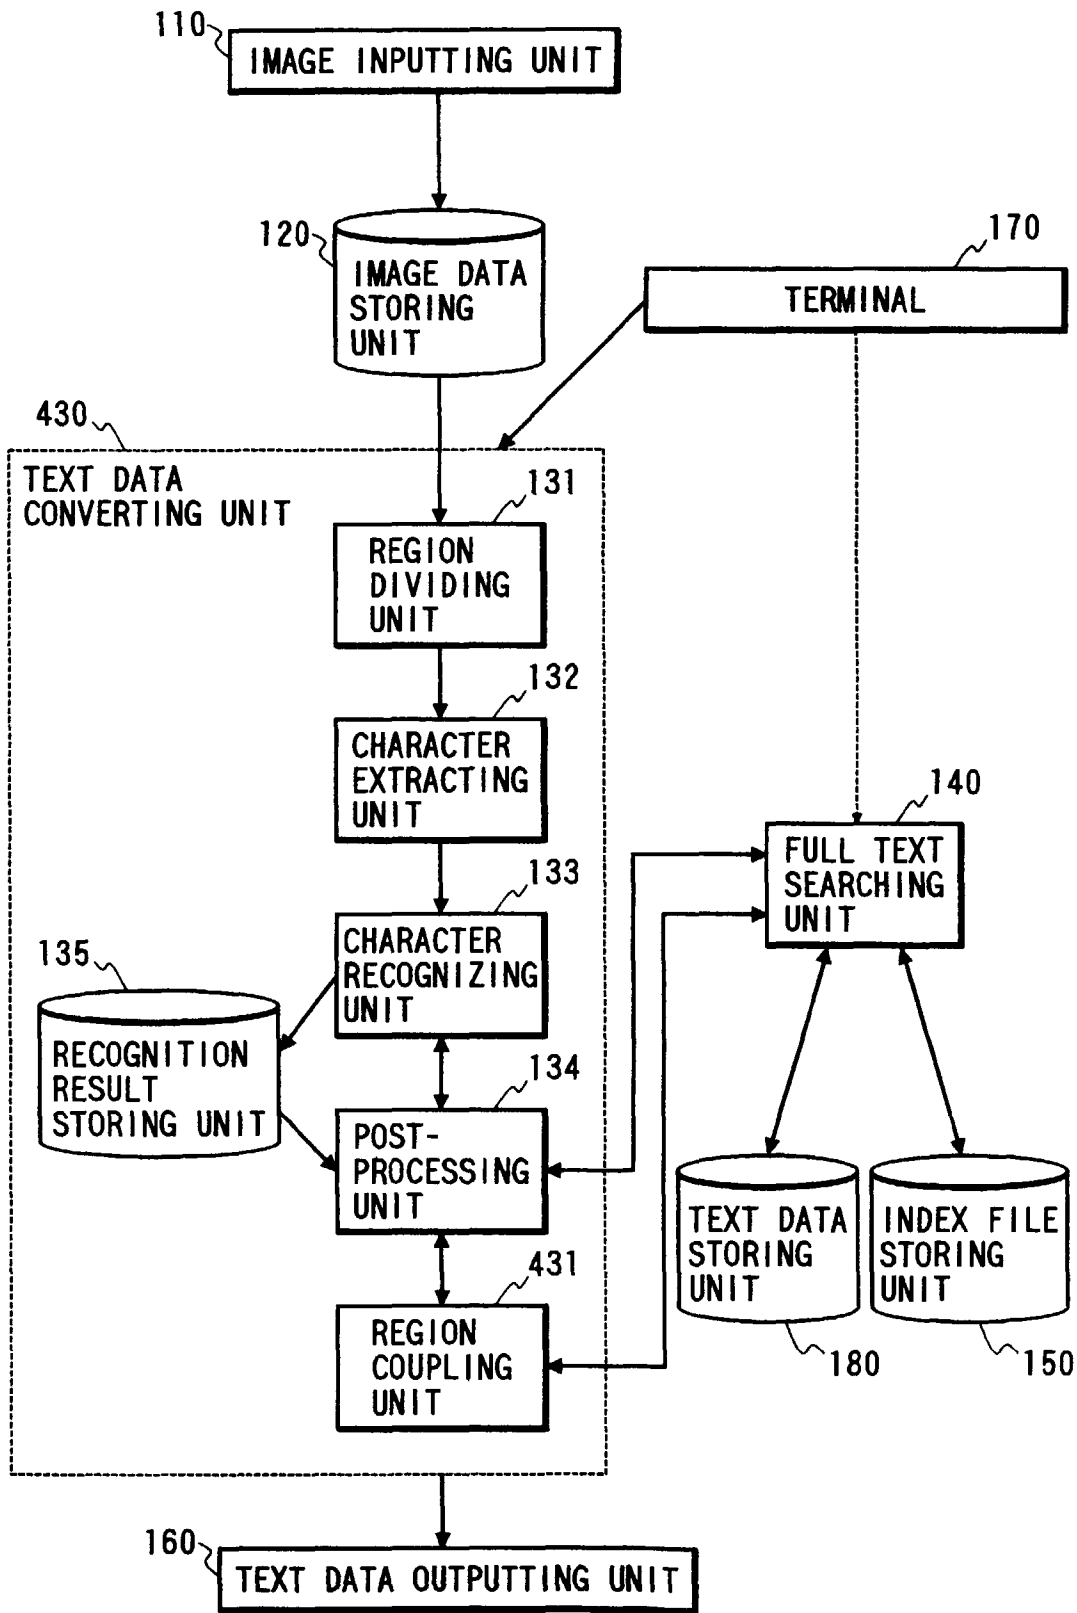 110
IMAGE INPUTTING UNIT
120
IMAGE DATA
STORING
UNIT
170
TERMINAL
430
TEXT DATA
CONVERTING UNIT
131
REGION
DIVIDING
UNIT
132
CHARACTER
EXTRACTING
UNIT
140
FULL TEXT
SEARCHING
UNIT
133
CHARACTER
RECOGNIZING
UNIT
135
RECOGNITION
RESULT
STORING UNIT
134
POST-
PROCESSING
UNIT
TEXT DATA
STORING
UNIT
180
INDEX FILE
STORING
UNIT
150
431
REGION
COUPLING
UNIT
160
TEXT DATA OUTPUTTING UNIT